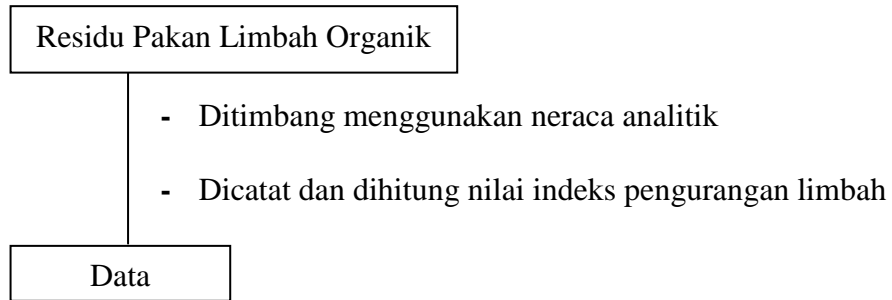 Residu Pakan Limbah Organik
- Ditimbang menggunakan neraca analitik
- Dicatat dan dihitung nilai indeks pengurangan limbah
Data